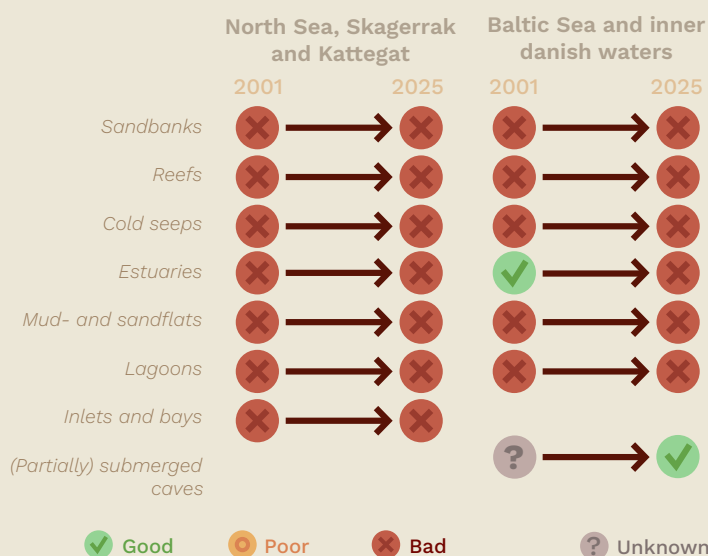 North Sea, Skagerrak
and Kattegat
Baltic Sea and inner
danish waters
2001 2025 2001 2025
Sandbanks
Reefs
Cold seeps
Estuaries
Mud- and sandflats
Lagoons
Inlets and bays
(Partially) submerged
caves
Good Poor Bad Unknown